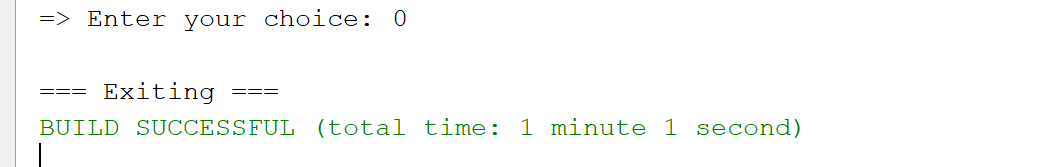 => Enter your choice: 0
=== Exiting ===
BUILD SUCCESSFUL (total time: 1 minute 1 second)